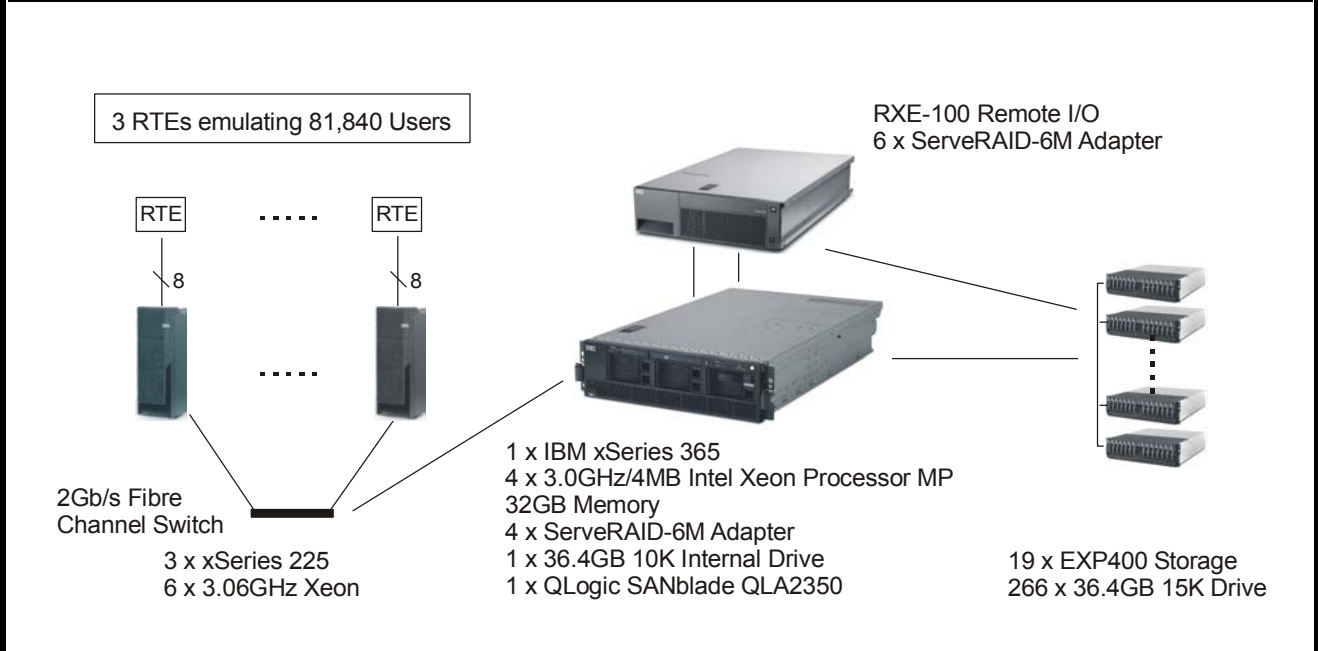 3 RTEs emulating 81,840 Users
RXE-100 Remote I/O
6 x ServeRAID-6M Adapter
RTE
RTE
8
8
2Gb/s Fibre
Channel Switch
3 x xSeries 225
6 x 3.06GHz Xeon
1 x IBM xSeries 365
4 x 3.0GHz/4MB Intel Xeon Processor MP
32GB Memory
4 x ServeRAID-6M Adapter
1 x 36.4GB 10K Internal Drive
1 x QLogic SANblade QLA2350
19 x EXP400 Storage
266 x 36.4GB 15K Drive